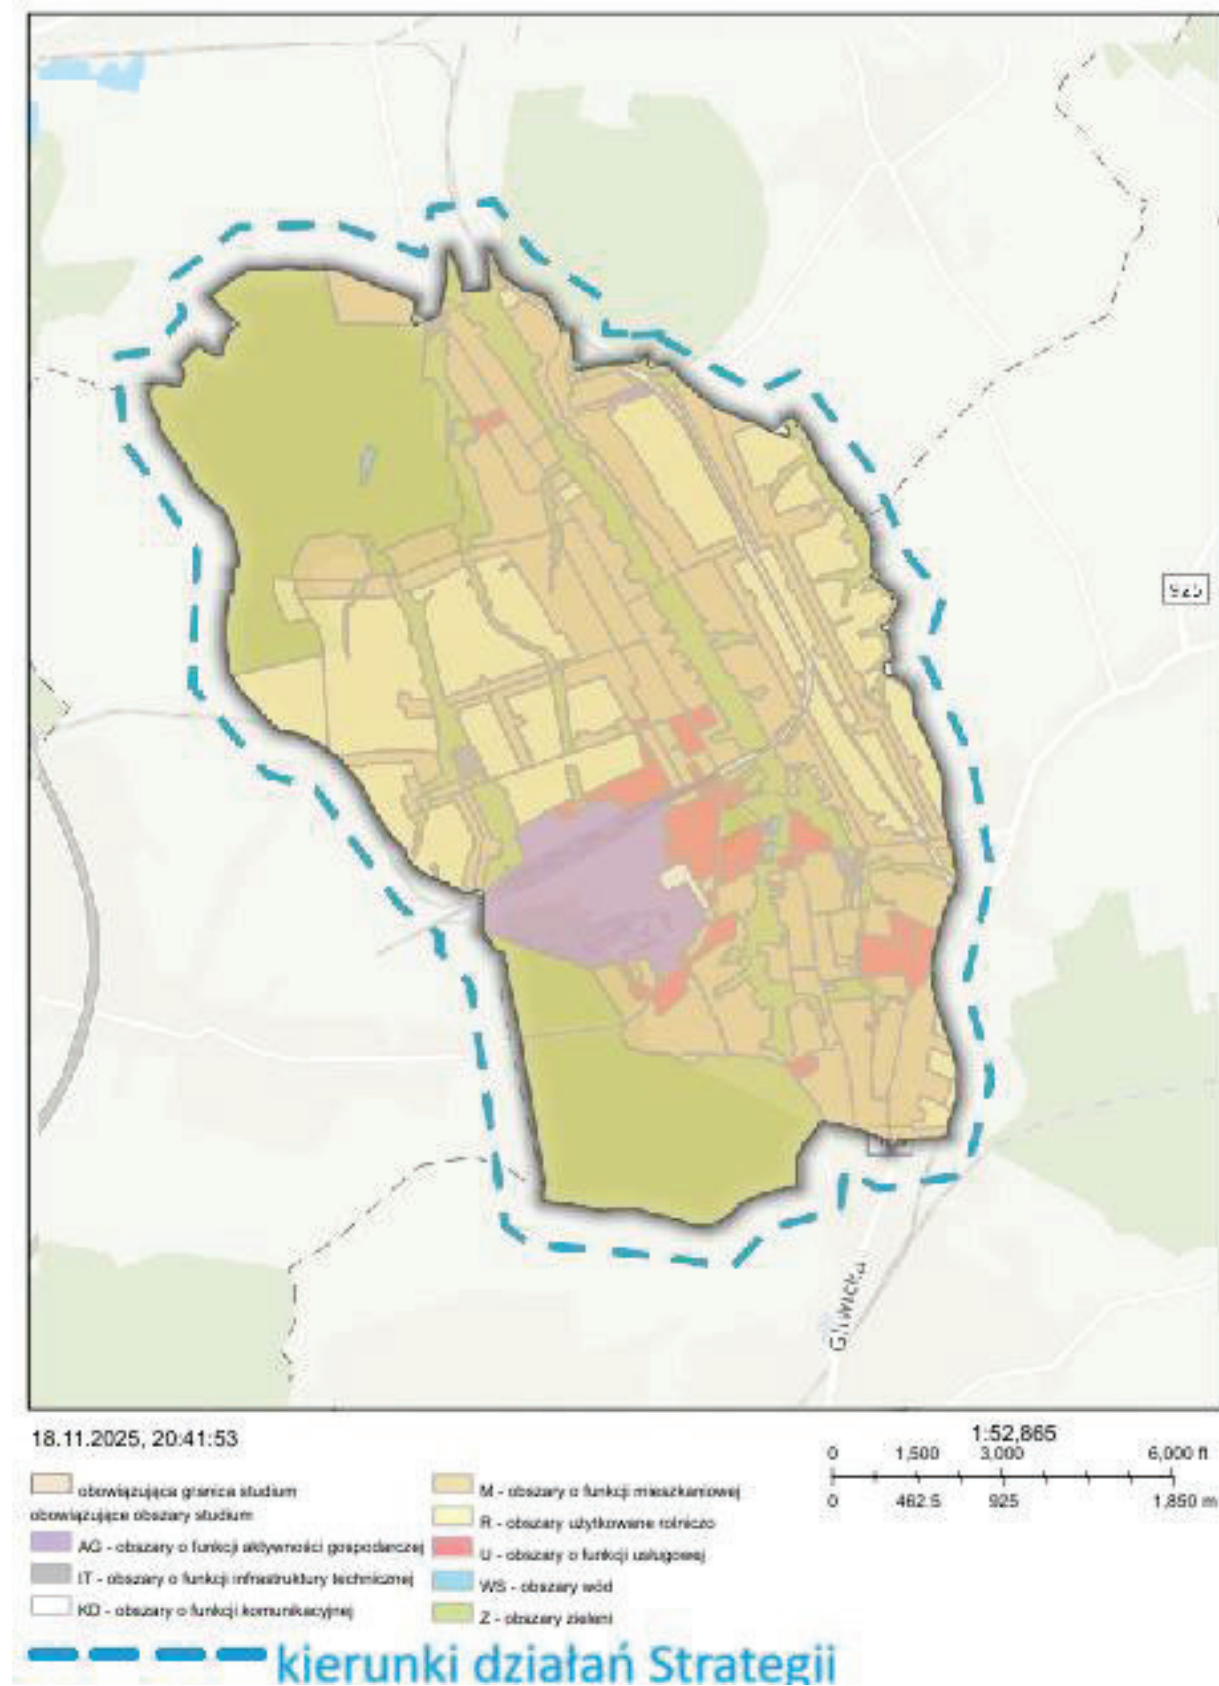 925
Gliwicka
18.11.2025, 20:41:53
1:52,865
0 1,500 3,000 6,000 ft
0 462.5 925 1,850 m
obowiązująca granica studium
obowiązujące obszary studium
AG - obszary o funkcji aktywności gospodarczej
IT - obszary o funkcji infrastruktury technicznej
KD - obszary o funkcji komunikacyjnej
M - obszary o funkcji mieszkaniowej
R - obszary użytkowane rolniczo
U - obszary o funkcji usługowej
WS - obszary wód
Z - obszary zieleni
kierunki działań Strategii